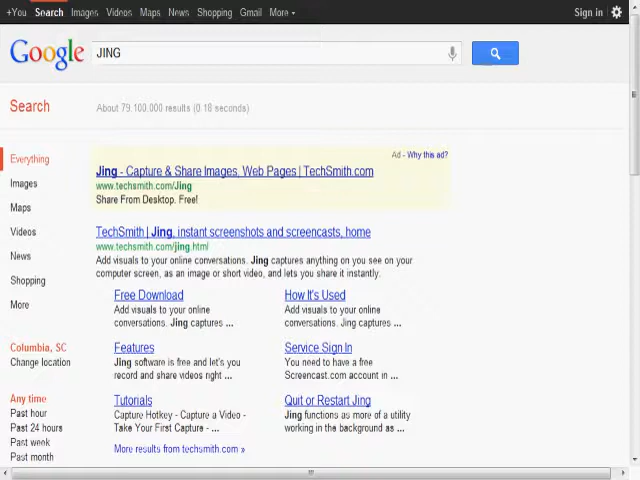 +You Search Images Videos Maps News Shopping Gmail More
Sign in
Google
JING
Search
About 79,100,000 results (0.18 seconds)
Everything
Images
Maps
Videos
News
Shopping
More
Columbia, SC
Change location
Any time
Past hour
Past 24 hours
Past week
Past month
Ad - Why this ad?
Jing - Capture & Share Images, Web Pages | TechSmith.com
www.techsmith.com/Jing
Share From Desktop. Free!
TechSmith | Jing, instant screenshots and screencasts, home
www.techsmith.com/jing.html
Add visuals to your online conversations. Jing captures anything you see on your
computer screen, as an image or short video, and lets you share it instantly.
Free Download
Add visuals to your online
conversations. Jing captures ...
How It's Used
Add visuals to your online
conversations. Jing captures ...
Features
Jing software is free and let's you
record and share videos right ...
Service Sign In
You need to have a free
Screencast.com account in ...
Tutorials
Capture Hotkey - Capture a Video -
Take Your First Capture - ...
Quit or Restart Jing
Jing functions as more of a utility
working in the background as ...
More results from techsmith.com »